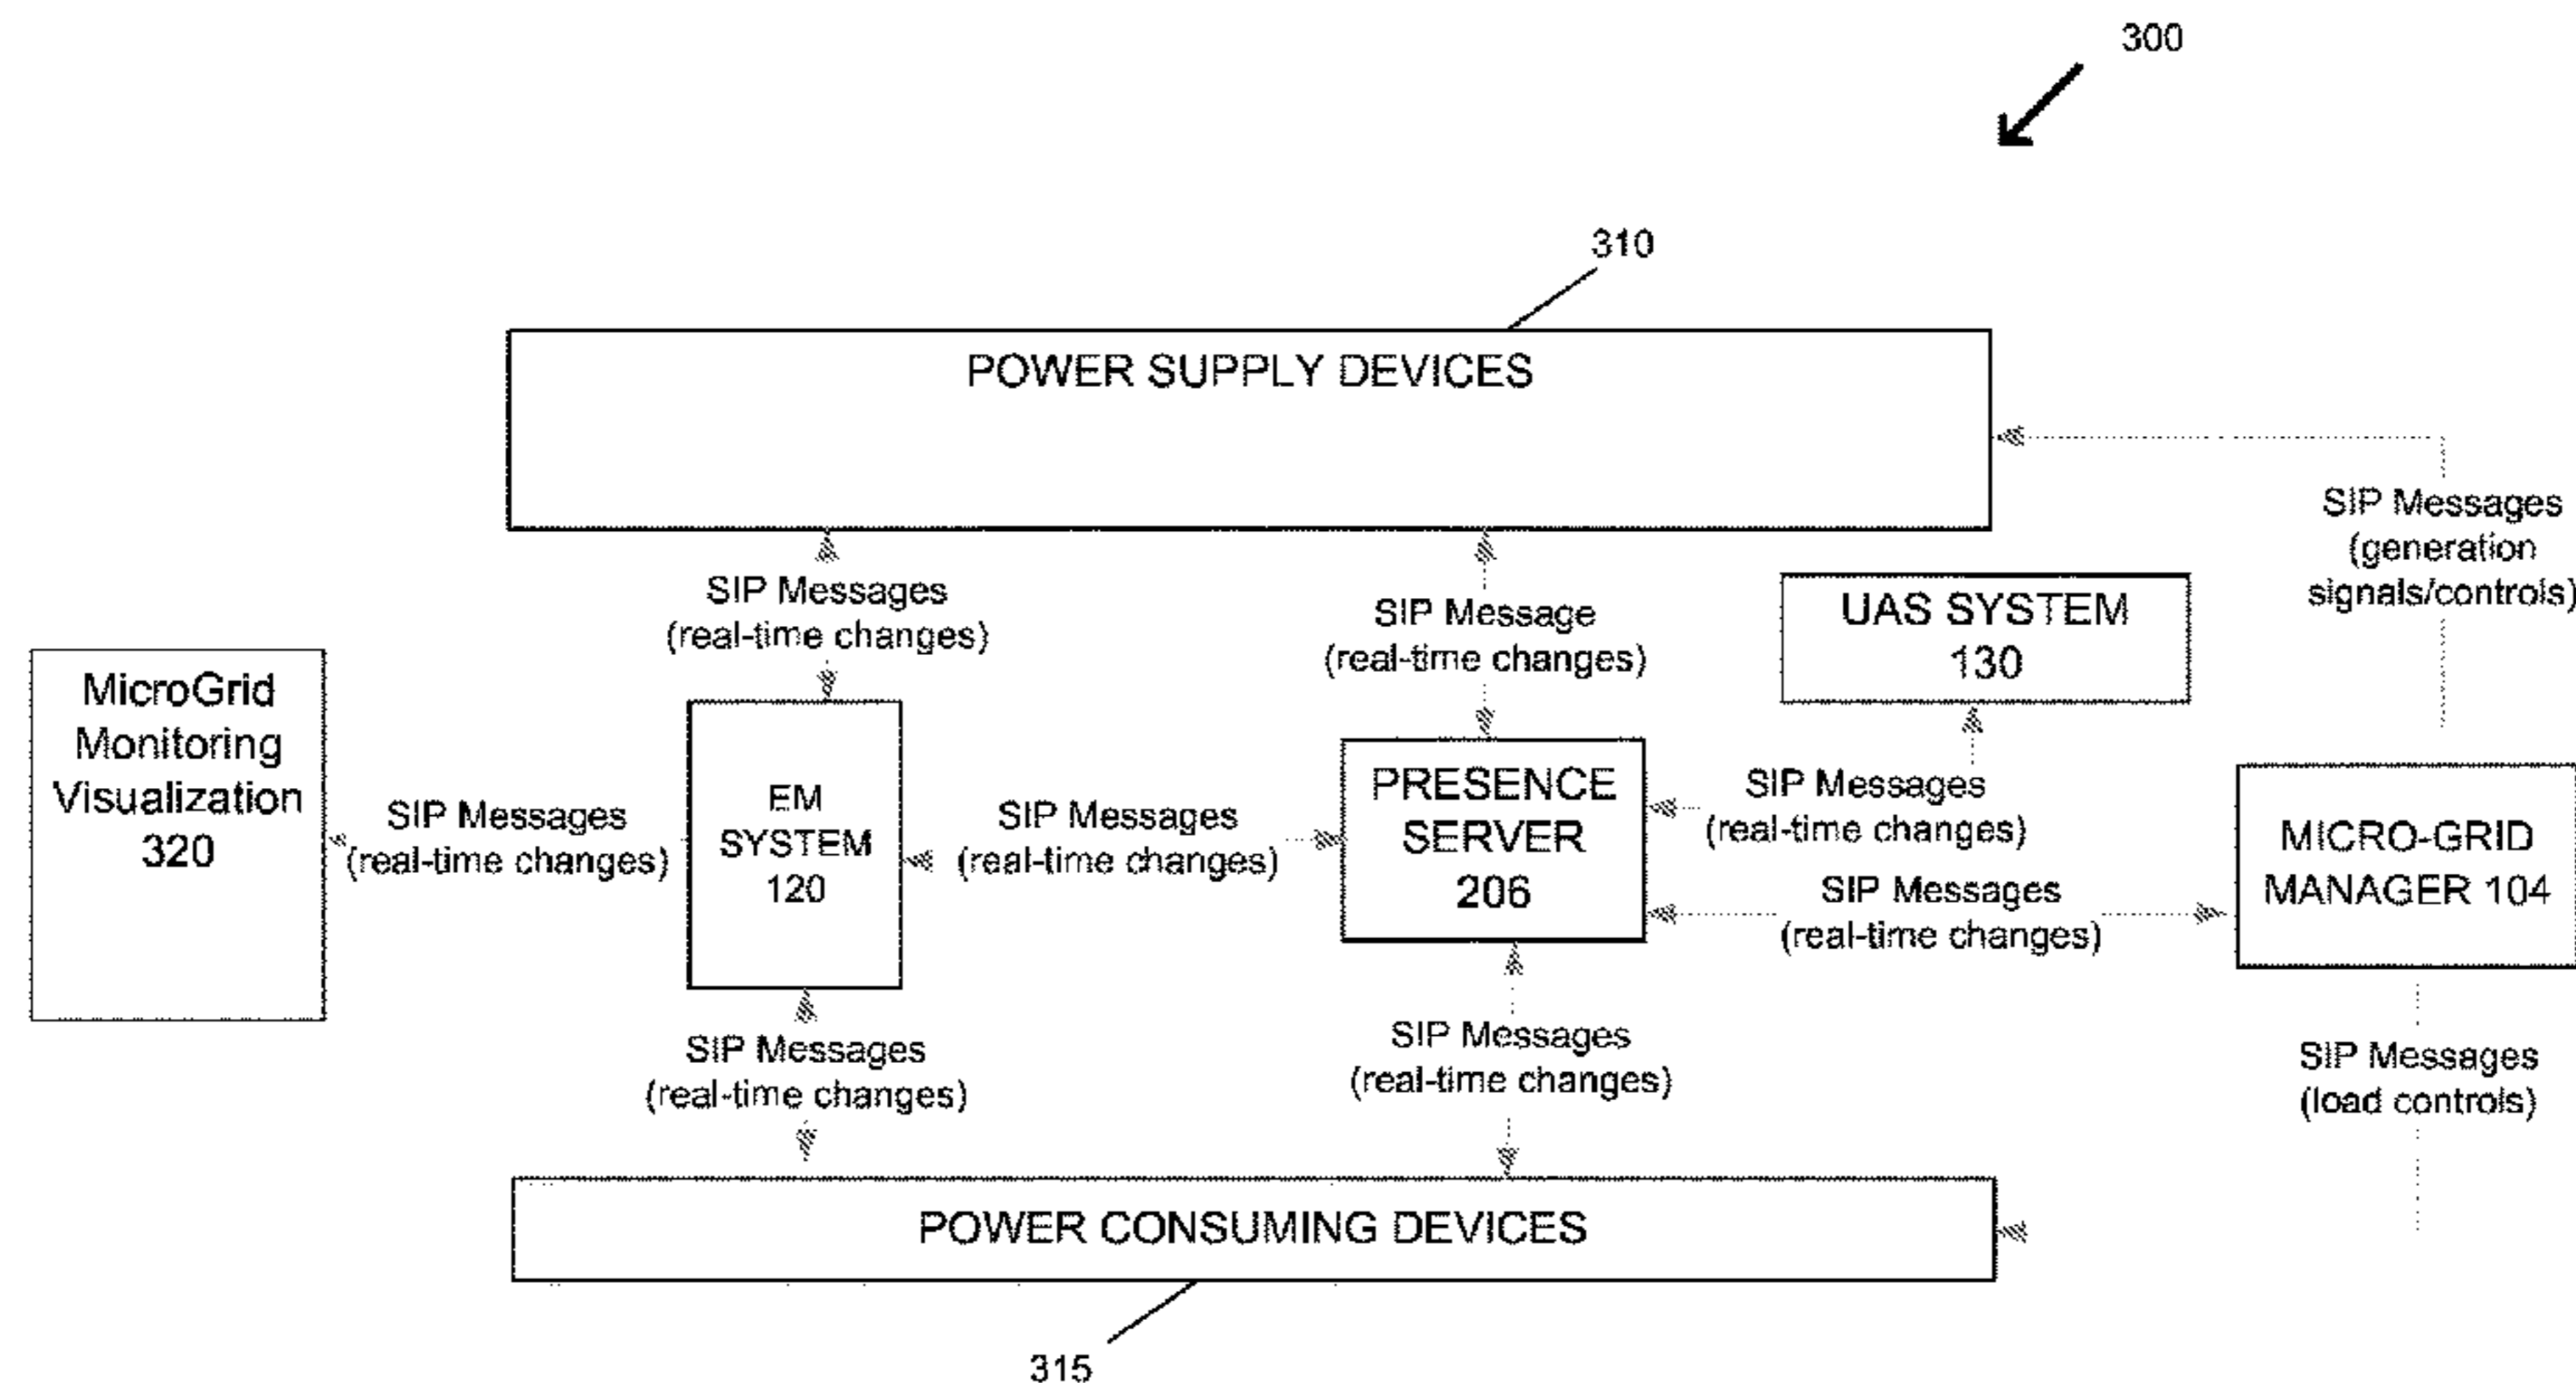 300
310
POWER SUPPLY DEVICES
SIP Messages
(generation
signals/controls)
SIP Messages
(real-time changes)
SIP Message
(real-time changes)
UAS SYSTEM
130
MicroGrid
Monitoring
Visualization
320
SIP Messages
(real-time changes)
EM
SYSTEM
120
SIP Messages
(real-time changes)
PRESENCE
SERVER
206
SIP Messages
(real-time changes)
SIP Messages
(real-time changes)
MICRO-GRID
MANAGER 104
SIP Messages
(real-time changes)
SIP Messages
(real-time changes)
SIP Messages
(load controls)
POWER CONSUMING DEVICES
315